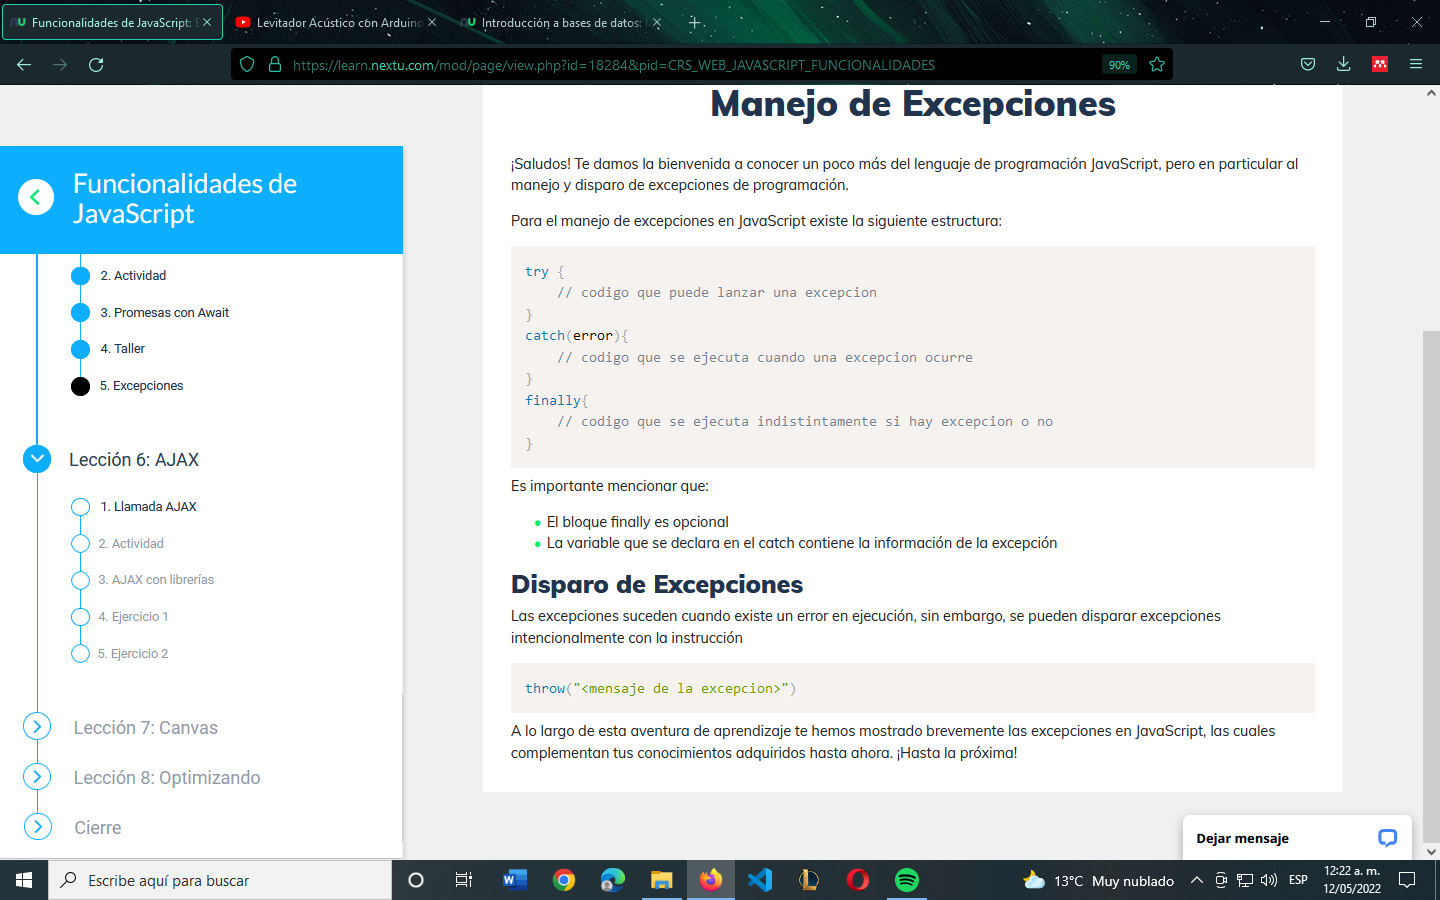 Funcionalidades de JavaScript:
Levitador Acústico con Arduino
Introducción a bases de datos:
https://learn.nextu.com/mod/page/view.php?id=18284&pid=CRS_WEB_JAVASCRIPT_FUNCIONALIDADES
90%
Funcionalidades de
JavaScript
2. Actividad
3. Promesas con Await
4. Taller
5. Excepciones
Lección 6: AJAX
1. Llamada AJAX
2. Actividad
3. AJAX con librerías
4. Ejercicio 1
5. Ejercicio 2
Lección 7: Canvas
Lección 8: Optimizando
Cierre
Manejo de Excepciones
¡Saludos! Te damos la bienvenida a conocer un poco más del lenguaje de programación JavaScript, pero en particular al
manejo y disparo de excepciones de programación.
Para el manejo de excepciones en JavaScript existe la siguiente estructura:
try {
// codigo que puede lanzar una excepcion
}
catch(error){
// codigo que se ejecuta cuando una excepcion ocurre
}
finally{
// codigo que se ejecuta indistintamente si hay excepcion o no
}
Es importante mencionar que:
• El bloque finally es opcional
• La variable que se declara en el catch contiene la información de la excepción
Disparo de Excepciones
Las excepciones suceden cuando existe un error en ejecución, sin embargo, se pueden disparar excepciones
intencionalmente con la instrucción
throw("<mensaje de la excepcion>")
A lo largo de esta aventura de aprendizaje te hemos mostrado brevemente las excepciones en JavaScript, las cuales
complementan tus conocimientos adquiridos hasta ahora. ¡Hasta la próxima!
Dejar mensaje
Escribe aquí para buscar
13°C Muy nublado
ESP
12:22 a. m.
12/05/2022